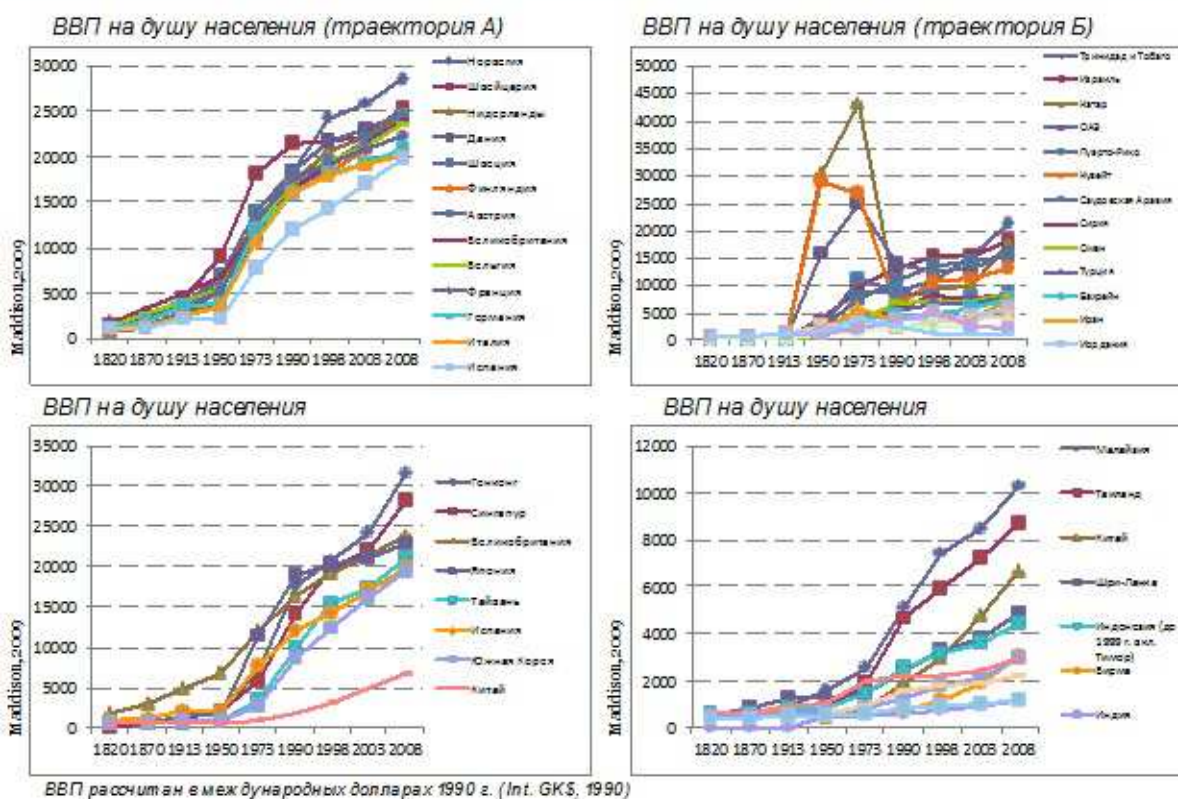 ВВП на душу населения (траектория А)
30000
25000
20000
15000
10000
5000
0
Maddison,2009
1820 1870 1913 1950 1973 1990 1998 2003 2008
Норвегия
Швейцария
Нидерланды
Дания
Швеция
Финляндия
Австрия
Великобритания
Бельгия
Франция
Германия
Италия
Испания
ВВП на душу населения (траектория Б)
50000
45000
40000
35000
30000
25000
20000
15000
10000
5000
0
Maddison,2009
1820 1870 1913 1950 1973 1990 1998 2003 2008
Тринидад и Тобаго
Израиль
Катар
ОАЭ
Пуэрто-Рико
Кувейт
Саудовская Аравия
Сирия
Оман
Турция
Бахрейн
Иран
Иордания
ВВП на душу населения
35000
30000
25000
20000
15000
10000
5000
0
Maddison,2009
1820 1870 1913 1950 1973 1990 1998 2003 2008
Гонконг
Сингапур
Великобритания
Япония
Тайвань
Испания
Южная Корея
Китай
ВВП на душу населения
12000
10000
8000
6000
4000
2000
0
Maddison,2009
1820 1870 1913 1950 1973 1990 1998 2003 2008
Малайзия
Таиланд
Китай
Шри-Ланка
Индонезия (до
1999 г. вкл.
Тимор)
Бирма
Индия
ВВП рассчитан в международных долларах 1990 г. (Int. GK$, 1990)